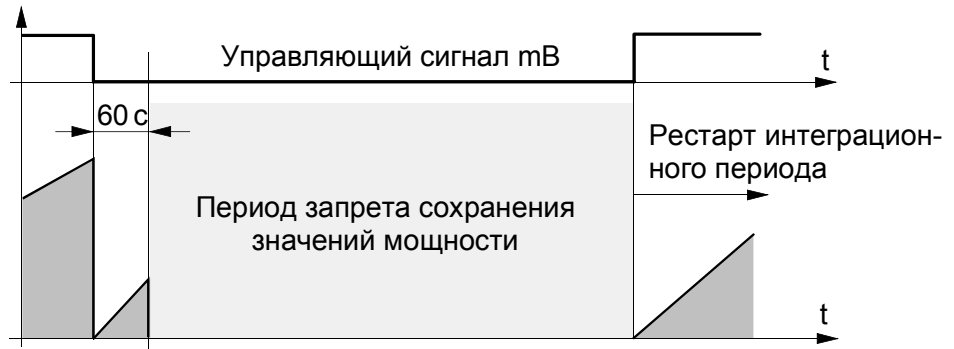 Управляющий сигнал mB
t
60 с
Рестарт интеграцион-
ного периода
Период запрета сохранения
значений мощности
t